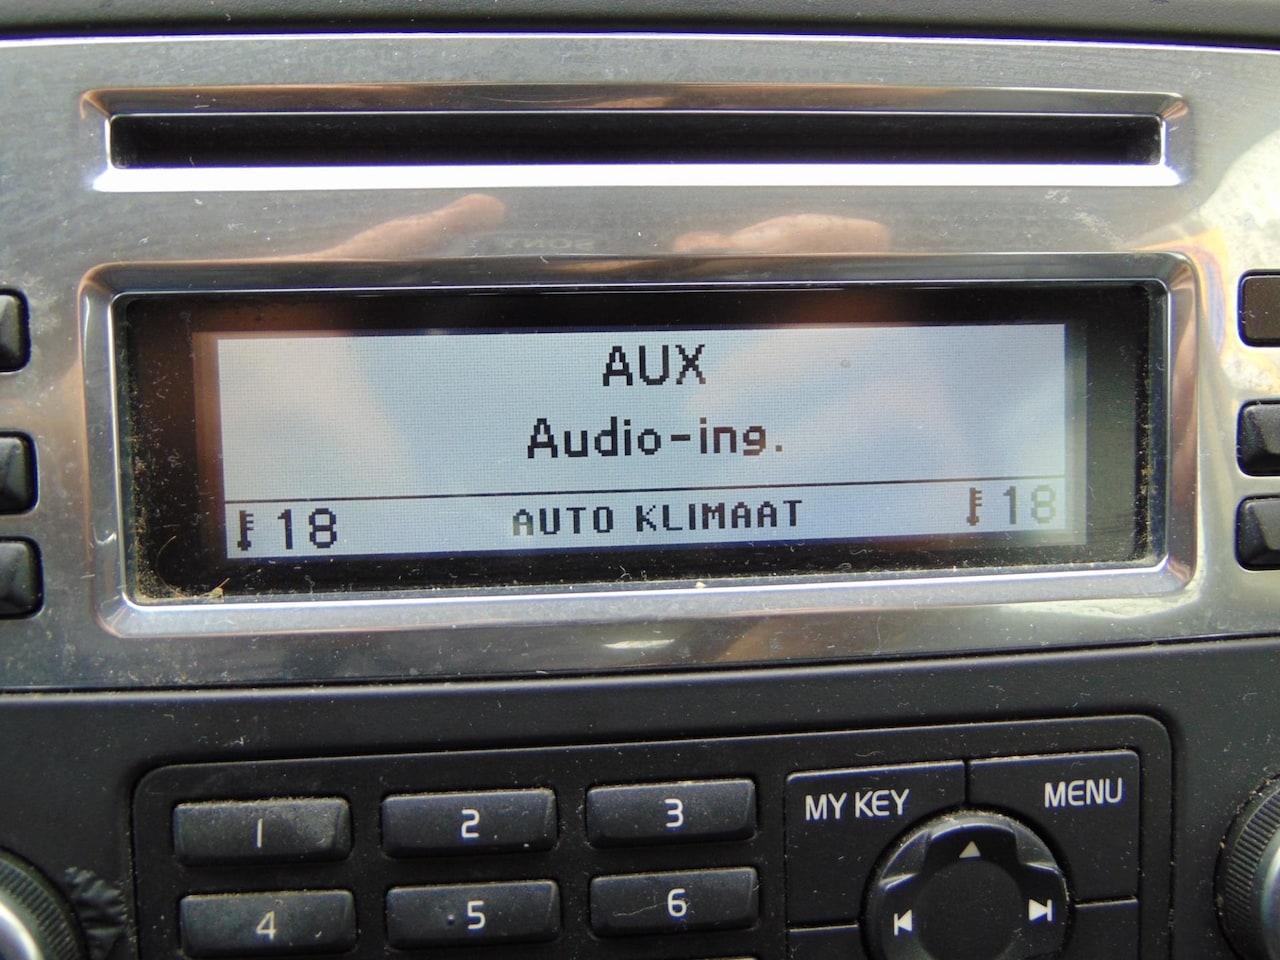 AUX
Audio-ing.
18 AUTO KLIMAAT 18
1 2 3 MY KEY MENU
4 5 6